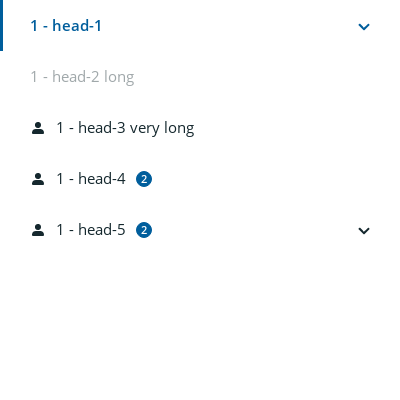 1 - head-1
1 - head-2 long
1 - head-3 very long
1 - head-4 2
1 - head-5 2